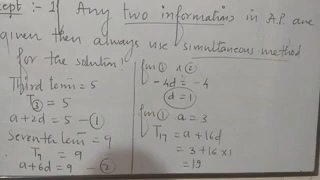 cept :- If Any two informations in A.P. are
given then always use simultaneous method
for the solution!
Third term = 5
T3 = 5
a+2d = 5 - ①
Seventh term = 9
T7 = 9
a+6d = 9 - ②
from ① & ②
-4d = -4
d = 1
from ① a = 3
T17 = a + 16d
= 3 + 16 × 1
= 19